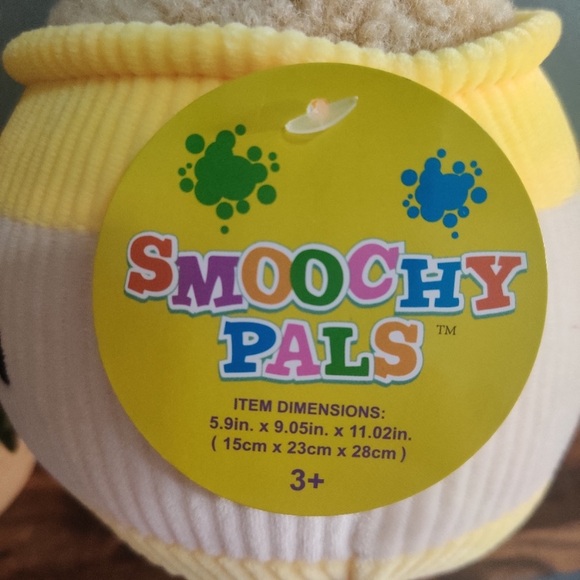 SMOOCHY
PALS™
ITEM DIMENSIONS:
5.9in. x 9.05in. x 11.02in.
( 15cm x 23cm x 28cm )
3+